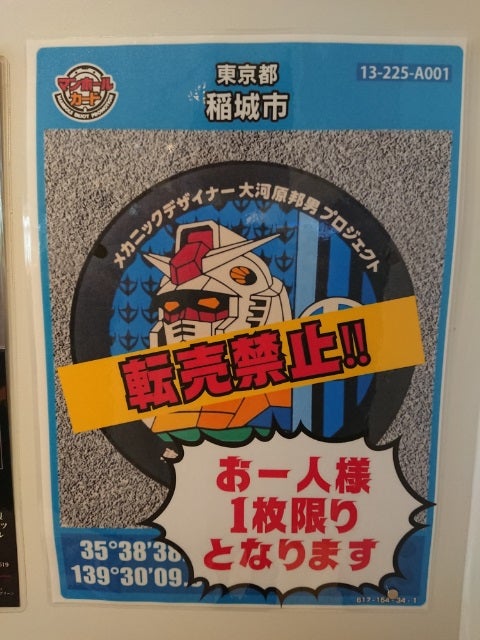 マンホール
カード
東京都
稲城市
13-225-A001
メカニックデザイナー大河原邦男プロジェクト
転売禁止!!
お一人様
1枚限り
となります
35°38'38
139°30'09.